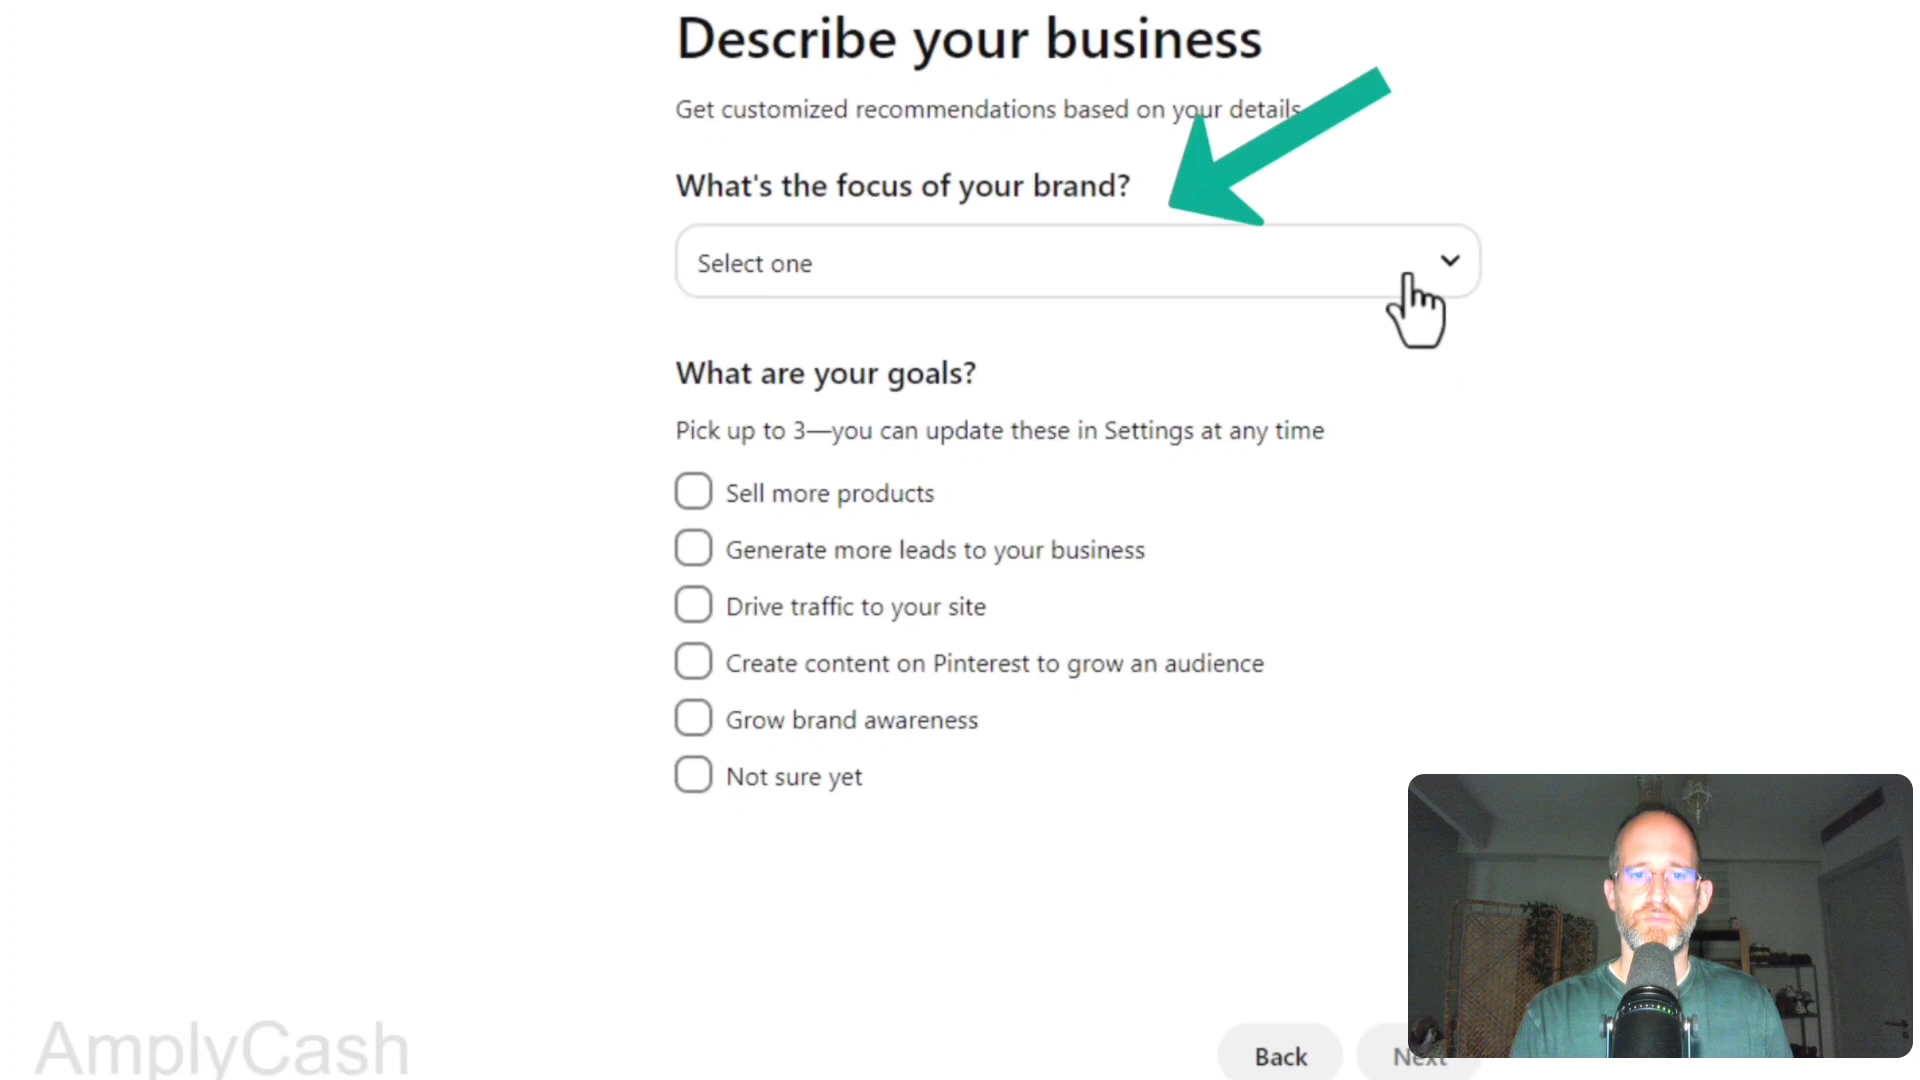 Describe your business
Get customized recommendations based on your details
What's the focus of your brand?
Select one
What are your goals?
Pick up to 3—you can update these in Settings at any time
Sell more products
Generate more leads to your business
Drive traffic to your site
Create content on Pinterest to grow an audience
Grow brand awareness
Not sure yet
Back
Next
AmplyCash